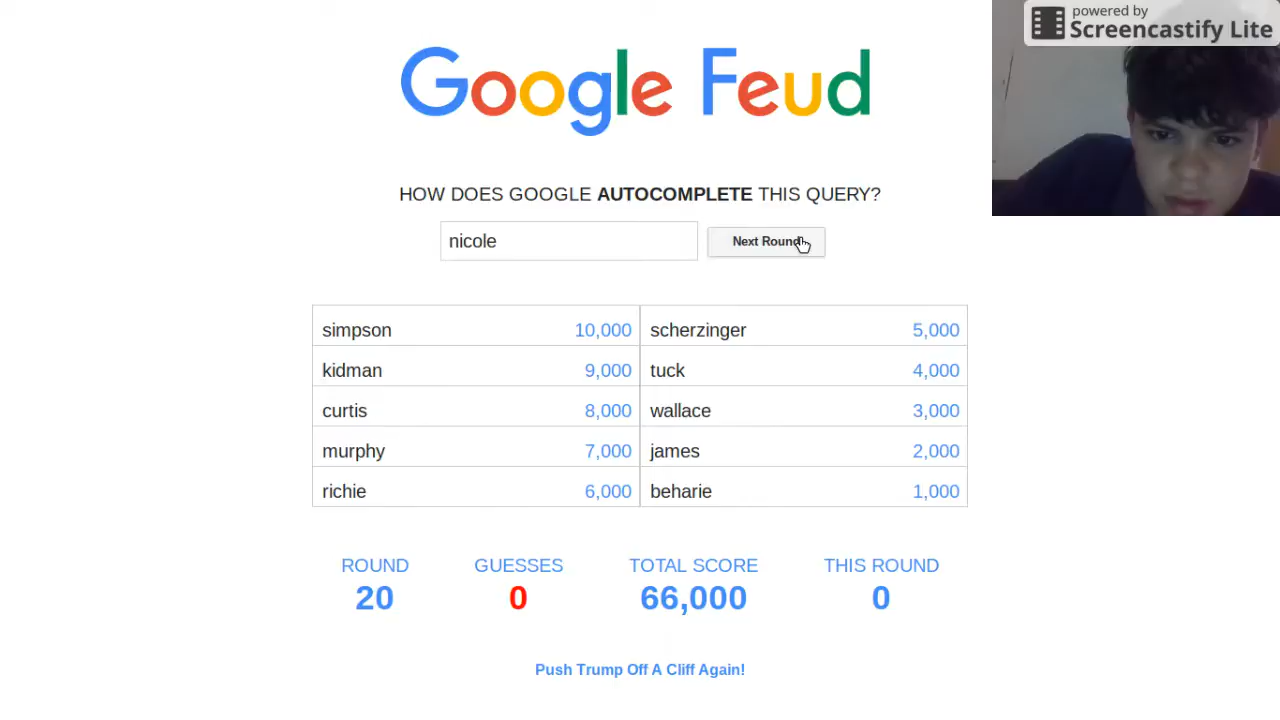 powered by
Screencastify Lite
Google Feud
HOW DOES GOOGLE AUTOCOMPLETE THIS QUERY?
nicole
Next Round
simpson 10,000 scherzinger 5,000
kidman 9,000 tuck 4,000
curtis 8,000 wallace 3,000
murphy 7,000 james 2,000
richie 6,000 beharie 1,000
ROUND GUESSES TOTAL SCORE THIS ROUND
20 0 66,000 0
Push Trump Off A Cliff Again!